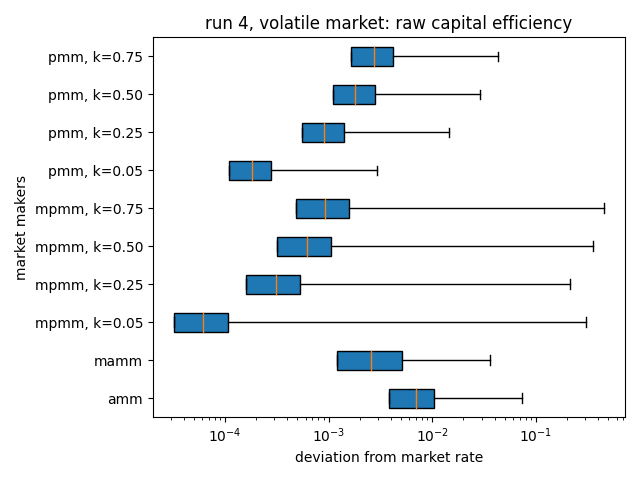 run 4, volatile market: raw capital efficiency
market makers
pmm, k=0.75
pmm, k=0.50
pmm, k=0.25
pmm, k=0.05
mpmm, k=0.75
mpmm, k=0.50
mpmm, k=0.25
mpmm, k=0.05
mamm
amm
10⁻⁴ 10⁻³ 10⁻² 10⁻¹
deviation from market rate